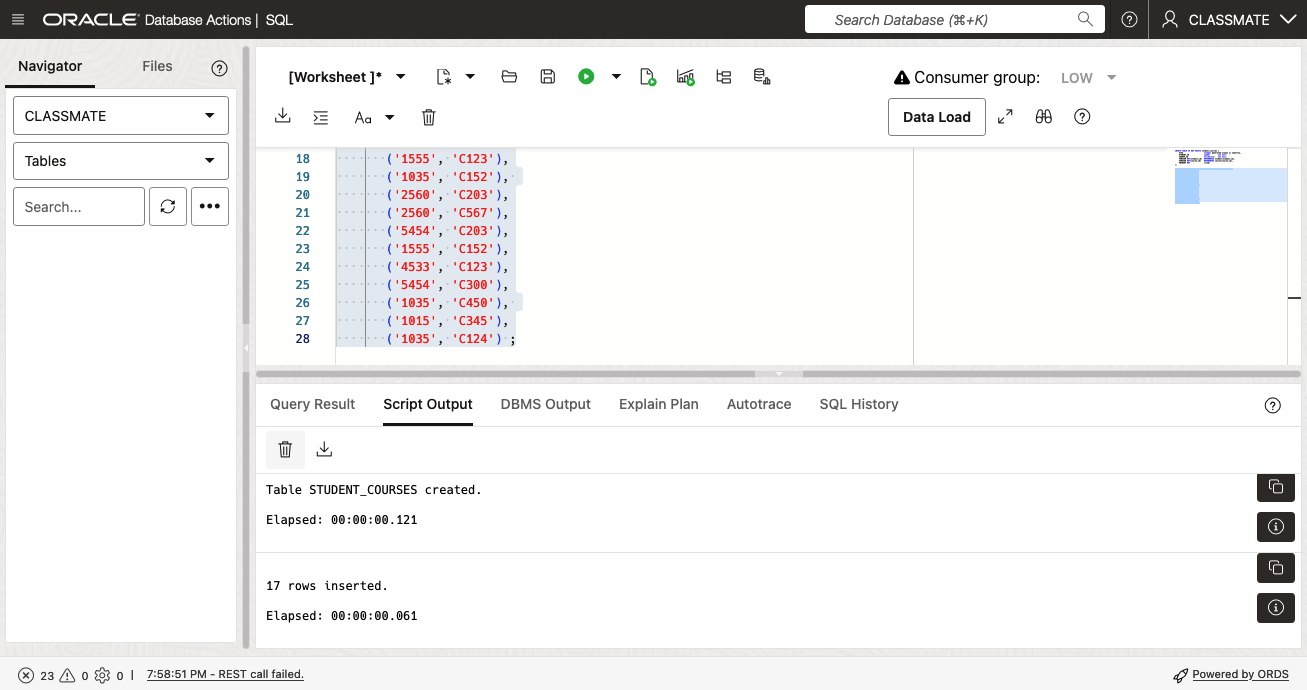 ORACLE Database Actions | SQL
Search Database (⌘+K)
CLASSMATE
Navigator
Files
CLASSMATE
Tables
Search...
[Worksheet ]*
Consumer group: LOW
Aa
Data Load
18 ('1555', 'C123'),
19 ('1035', 'C152'),
20 ('2560', 'C203'),
21 ('2560', 'C567'),
22 ('5454', 'C203'),
23 ('1555', 'C152'),
24 ('4533', 'C123'),
25 ('5454', 'C300'),
26 ('1035', 'C450'),
27 ('1015', 'C345'),
28 ('1035', 'C124') ;
Query Result
Script Output
DBMS Output
Explain Plan
Autotrace
SQL History
Table STUDENT_COURSES created.
Elapsed: 00:00:00.121
17 rows inserted.
Elapsed: 00:00:00.061
23 0 0 | 7:58:51 PM - REST call failed.
Powered by ORDS